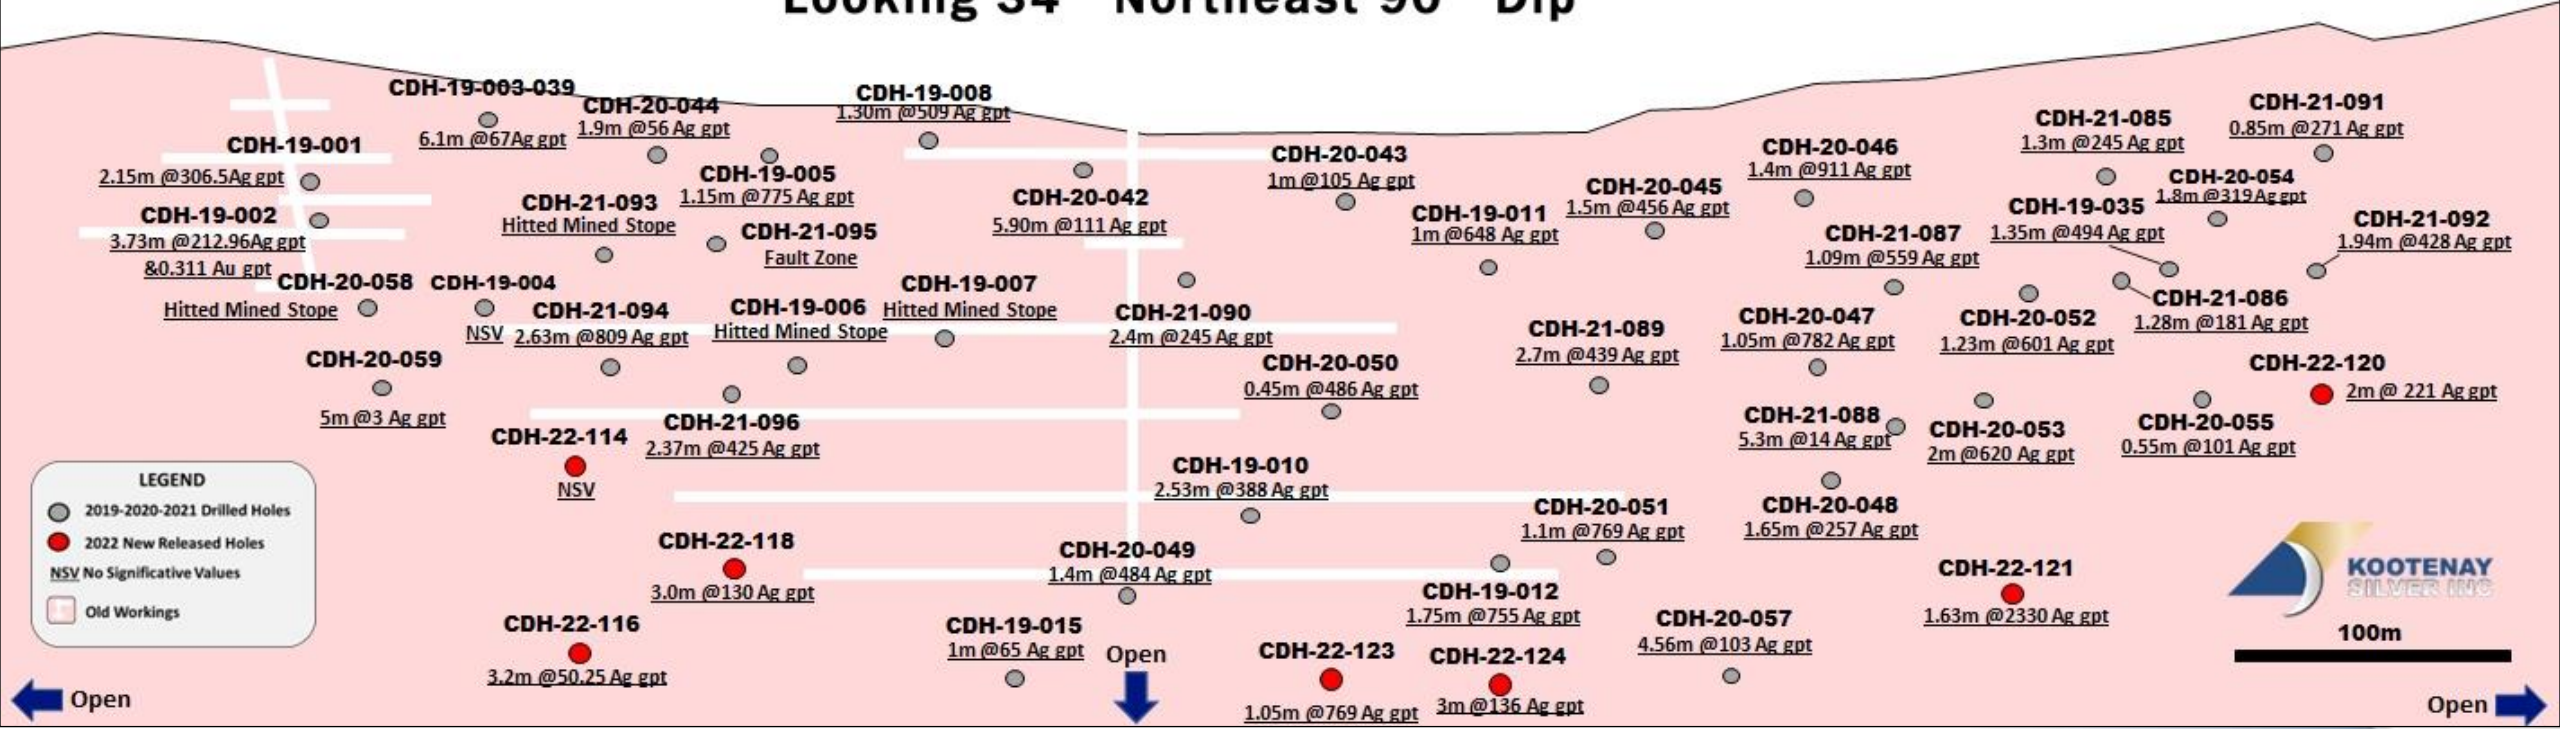 Looking 34° Northeast 90° Dip
CDH-19-003-039
6.1m @67Ag gpt
CDH-20-044
1.9m @56 Ag gpt
CDH-19-008
1.30m @509 Ag gpt
CDH-19-001
2.15m @306.5Ag gpt
CDH-19-005
1.15m @775 Ag gpt
CDH-20-042
5.90m @111 Ag gpt
CDH-20-043
1m @105 Ag gpt
CDH-20-046
1.4m @911 Ag gpt
CDH-21-085
1.3m @245 Ag gpt
CDH-21-091
0.85m @271 Ag gpt
CDH-20-054
1.8m @319Ag gpt
CDH-19-002
3.73m @212.96Ag gpt
&0.311 Au gpt
CDH-21-093
Hitted Mined Stope
CDH-21-095
Fault Zone
CDH-19-011
1m @648 Ag gpt
CDH-20-045
1.5m @456 Ag gpt
CDH-19-035
1.35m @494 Ag gpt
CDH-21-087
1.09m @559 Ag gpt
CDH-21-092
1.94m @428 Ag gpt
CDH-20-058
Hitted Mined Stope
CDH-19-004
NSV
CDH-21-094
2.63m @809 Ag gpt
CDH-19-006
Hitted Mined Stope
CDH-19-007
Hitted Mined Stope
CDH-21-090
2.4m @245 Ag gpt
CDH-21-089
2.7m @439 Ag gpt
CDH-20-047
1.05m @782 Ag gpt
CDH-20-052
1.23m @601 Ag gpt
CDH-21-086
1.28m @181 Ag gpt
CDH-20-059
5m @3 Ag gpt
CDH-20-050
0.45m @486 Ag gpt
CDH-22-120
2m @ 221 Ag gpt
CDH-22-114
NSV
CDH-21-096
2.37m @425 Ag gpt
CDH-21-088
5.3m @14 Ag gpt
CDH-20-053
2m @620 Ag gpt
CDH-20-055
0.55m @101 Ag gpt
CDH-19-010
2.53m @388 Ag gpt
CDH-20-051
1.1m @769 Ag gpt
CDH-20-048
1.65m @257 Ag gpt
LEGEND
2019-2020-2021 Drilled Holes
2022 New Released Holes
NSV No Significative Values
Old Workings
CDH-22-118
3.0m @130 Ag gpt
CDH-20-049
1.4m @484 Ag gpt
CDH-19-012
1.75m @755 Ag gpt
CDH-22-121
1.63m @2330 Ag gpt
KOOTENAY
SILVER INC
CDH-22-116
3.2m @50.25 Ag gpt
CDH-19-015
1m @65 Ag gpt
Open
CDH-22-123
1.05m @769 Ag gpt
CDH-22-124
3m @136 Ag gpt
CDH-20-057
4.56m @103 Ag gpt
100m
Open
Open